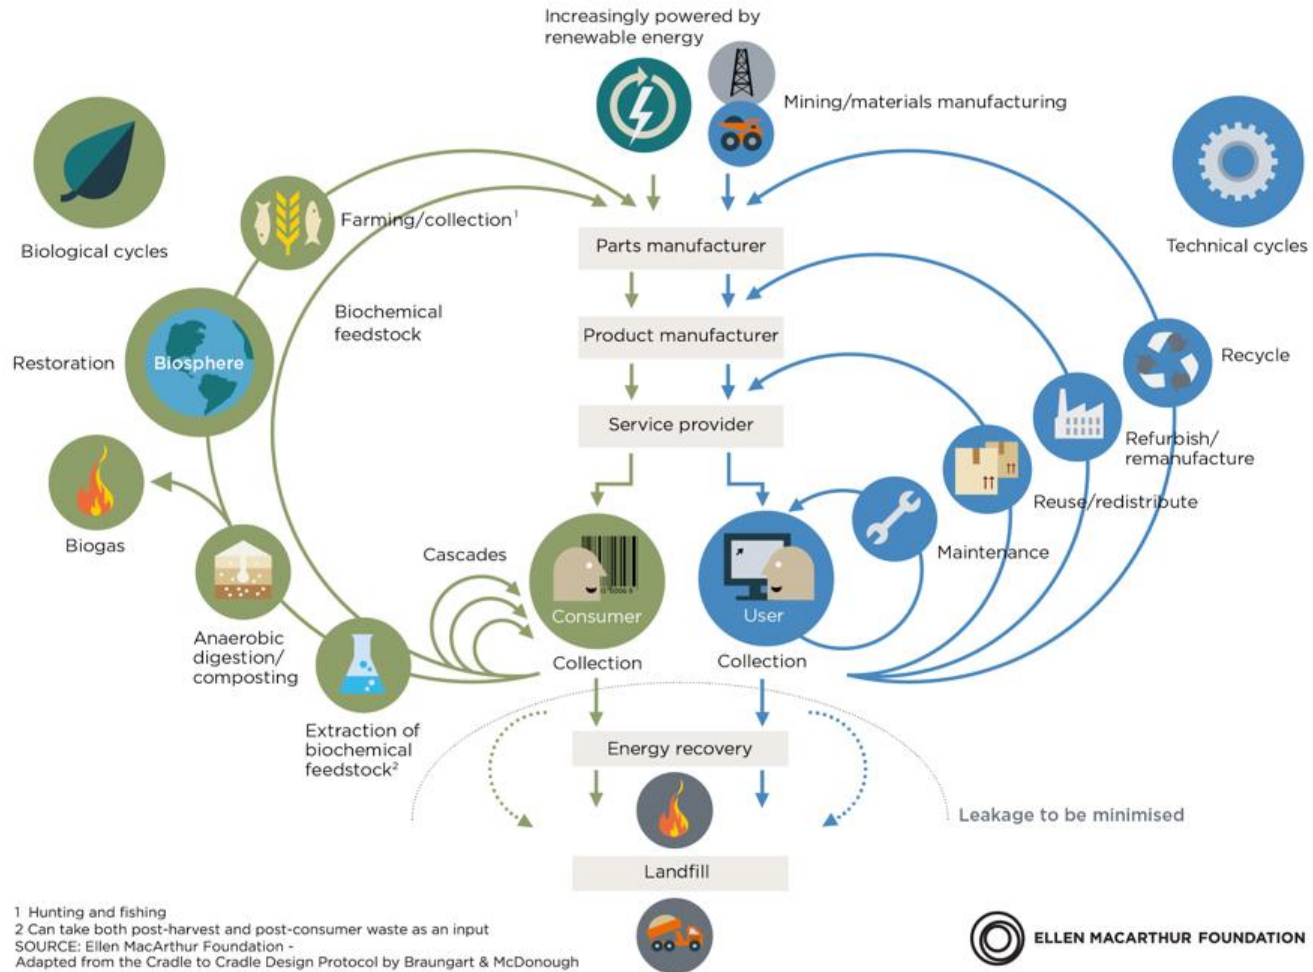 Increasingly powered by
renewable energy
Mining/materials manufacturing
Biological cycles
Technical cycles
Farming/collection¹
Parts manufacturer
Biochemical
feedstock
Product manufacturer
Restoration
Biosphere
Recycle
Service provider
Refurbish/
remanufacture
Reuse/redistribute
Biogas
Cascades
Maintenance
Consumer
User
Anaerobic
digestion/
composting
Collection
Collection
Extraction of
biochemical
feedstock²
Energy recovery
Leakage to be minimised
Landfill
1 Hunting and fishing
2 Can take both post-harvest and post-consumer waste as an input
SOURCE: Ellen MacArthur Foundation -
Adapted from the Cradle to Cradle Design Protocol by Braungart & McDonough
ELLEN MACARTHUR FOUNDATION